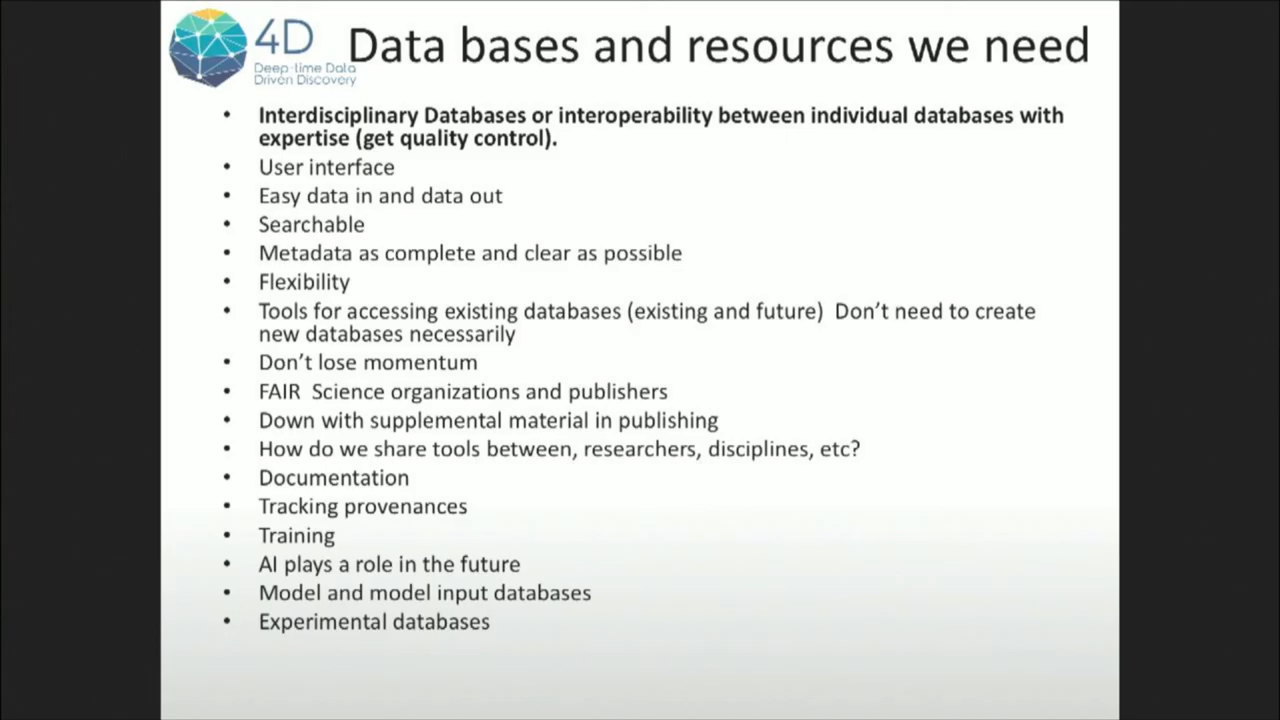 4D
Deep-time Data
Driven Discovery
Data bases and resources we need
• Interdisciplinary Databases or interoperability between individual databases with
expertise (get quality control).
• User interface
• Easy data in and data out
• Searchable
• Metadata as complete and clear as possible
• Flexibility
• Tools for accessing existing databases (existing and future)  Don’t need to create
new databases necessarily
• Don’t lose momentum
• FAIR  Science organizations and publishers
• Down with supplemental material in publishing
• How do we share tools between, researchers, disciplines, etc?
• Documentation
• Tracking provenances
• Training
• AI plays a role in the future
• Model and model input databases
• Experimental databases